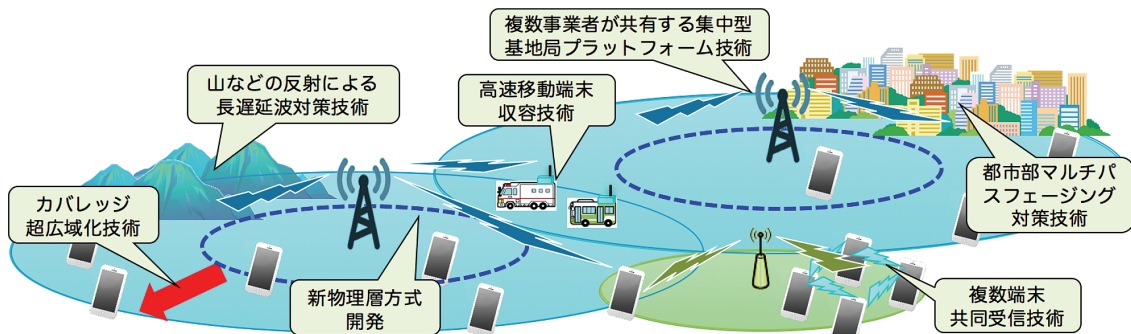 複数事業者が共有する集中型
基地局プラットフォーム技術
山などの反射による
長遅延波対策技術
高速移動端末
収容技術
カバレッジ
超広域化技術
都市部マルチパ
スフェージング
対策技術
新物理層方式
開発
複数端末
共同受信技術